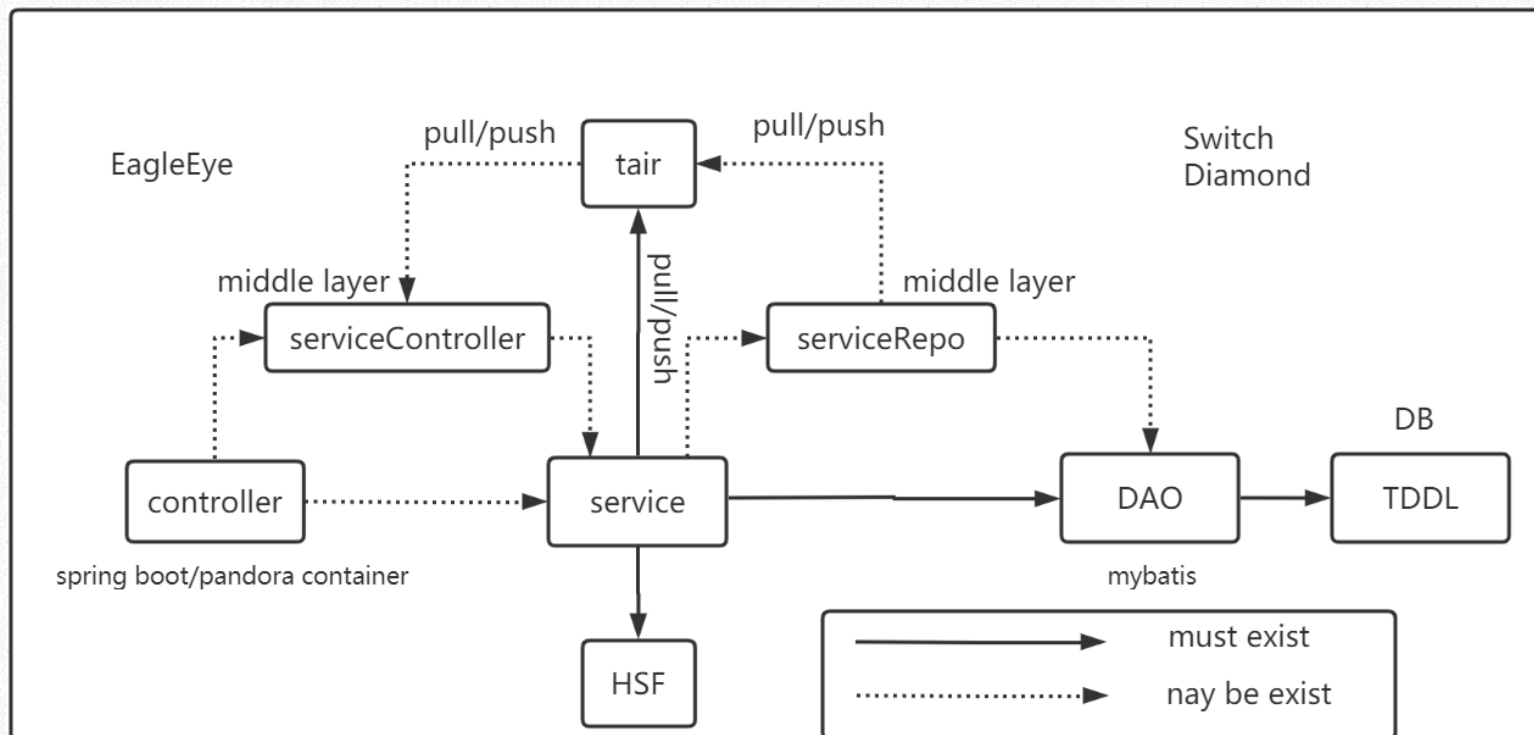 pull/push
pull/push
Switch
Diamond
EagleEye
tair
pull/push
middle layer
middle layer
serviceController
serviceRepo
DB
controller
service
DAO
TDDL
spring boot/pandora container
mybatis
must exist
HSF
nay be exist